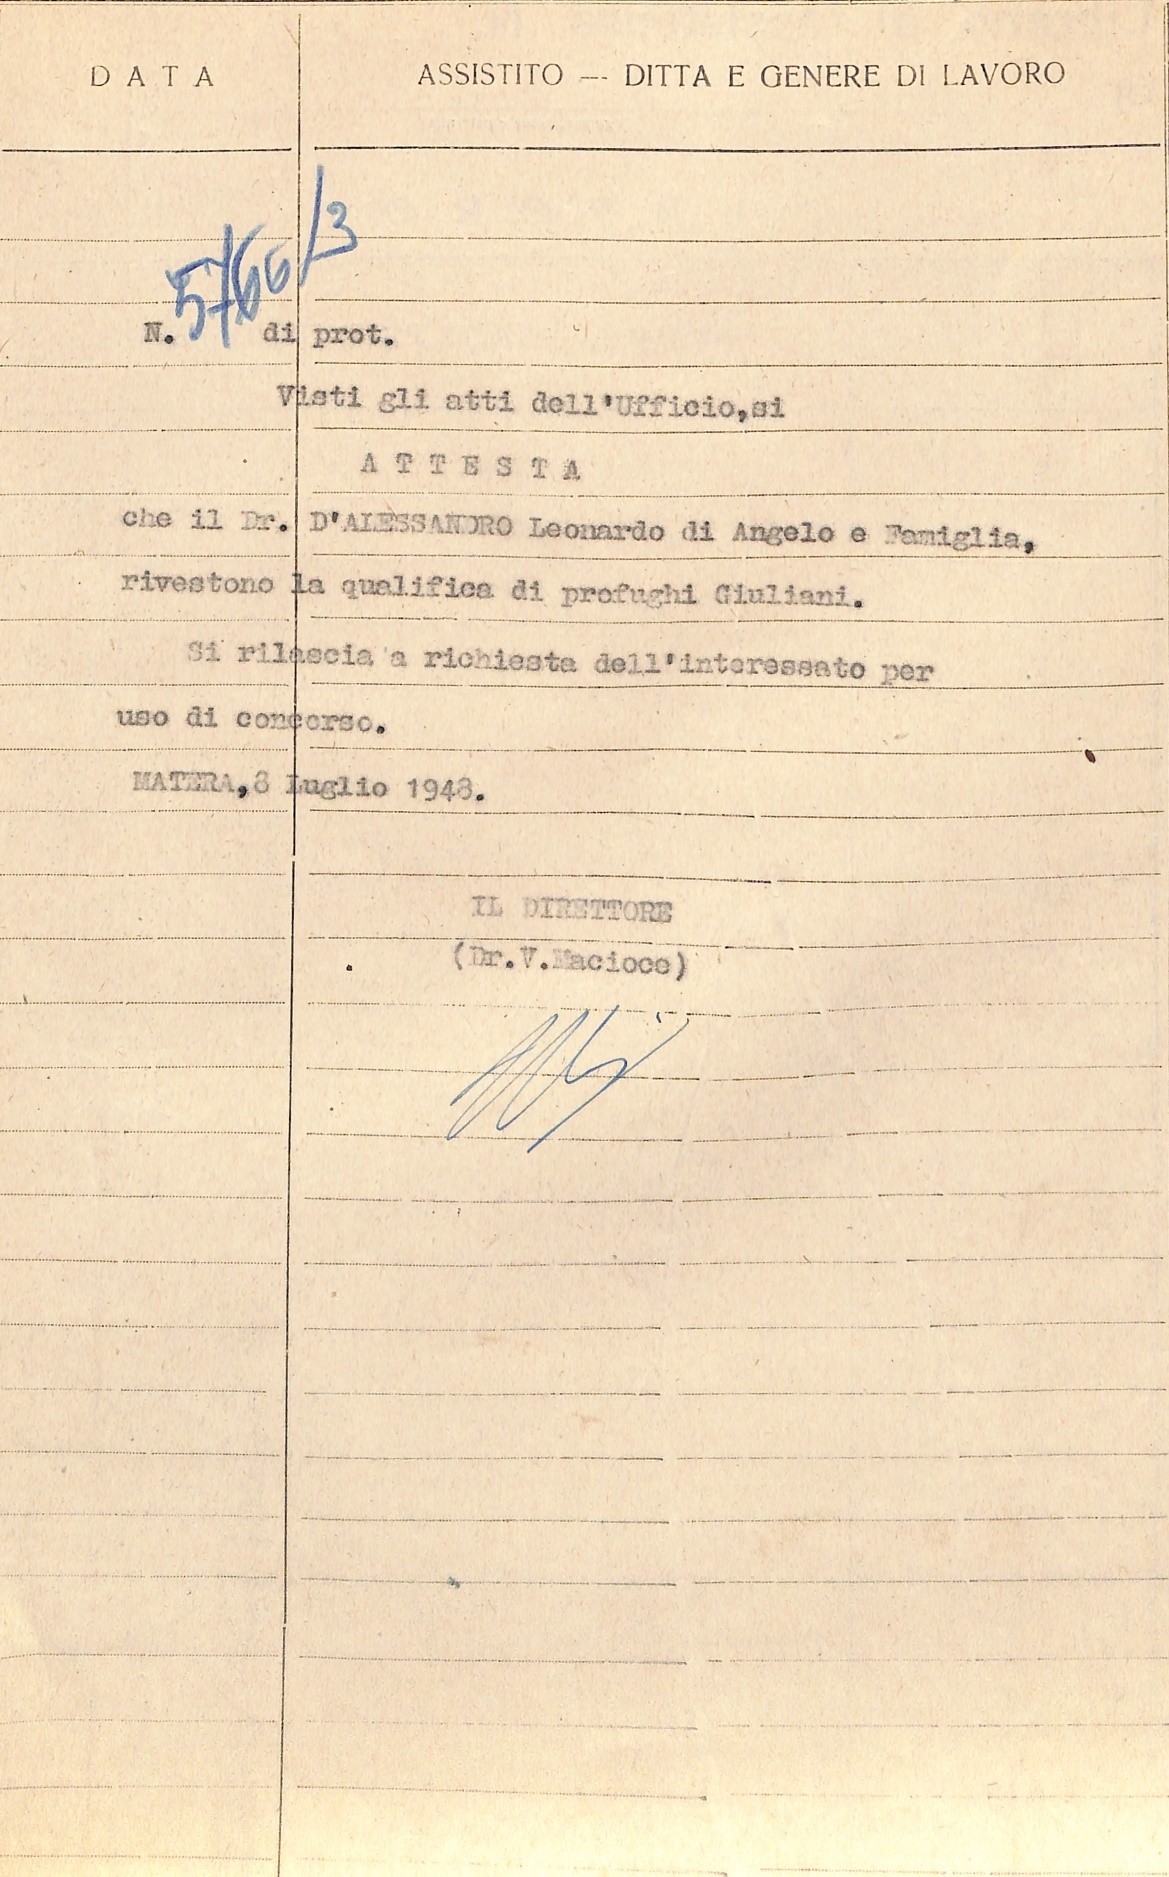 DATA
ASSISTITO — DITTA E GENERE DI LAVORO
N. 5766/3 di prot.
Visti gli atti dell'Ufficio,si
ATTESTA
che il Dr. D'ALESSANDRO Leonardo di Angelo e Famiglia,
rivestono la qualifica di profughi Giuliani.
Si rilascia a richiesta dell'interessato per
uso di concorso.
MATERA,8 Luglio 1948.
IL DIRETTORE
(Dr.V.Macioce)